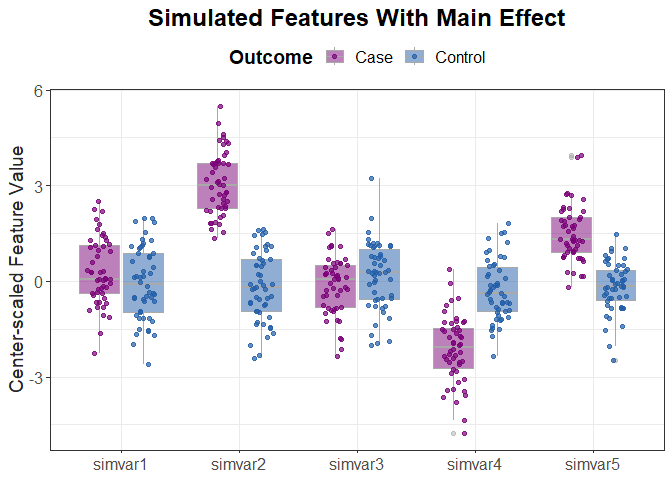 Simulated Features With Main Effect
Outcome Case Control
Center-scaled Feature Value
6
3
0
-3
simvar1 simvar2 simvar3 simvar4 simvar5